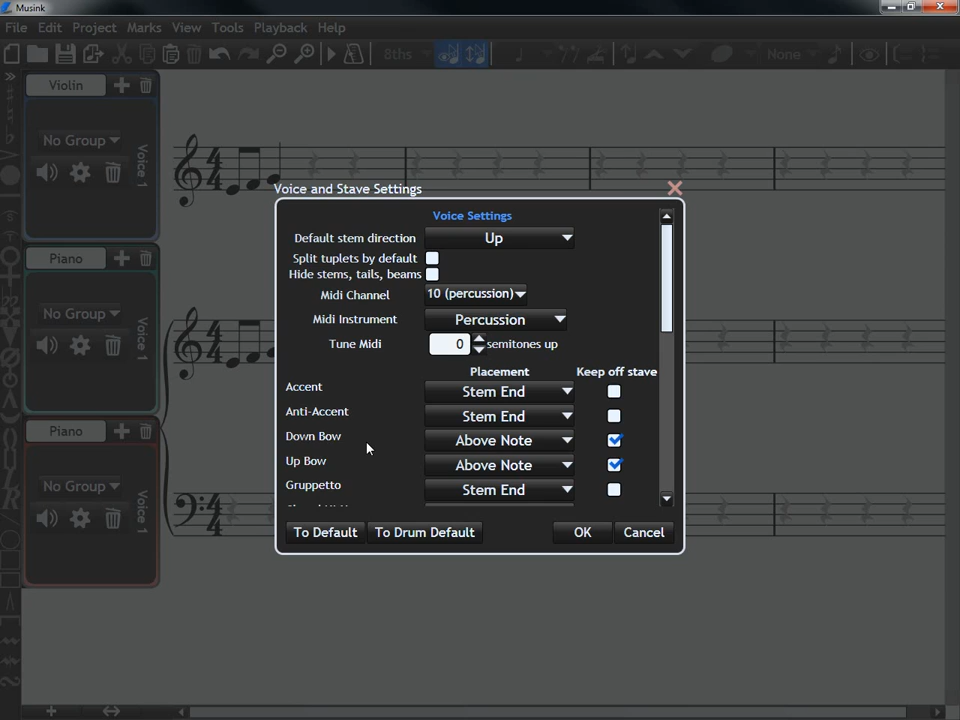 Musink
File Edit Project Marks View Tools Playback Help
8ths None
Violin
No Group
Voice 1
Piano
No Group
Voice 1
Piano
No Group
Voice 1
Voice and Stave Settings
Voice Settings
Default stem direction Up
Split tuplets by default
Hide stems, tails, beams
Midi Channel 10 (percussion)
Midi Instrument Percussion
Tune Midi 0 semitones up
Placement Keep off stave
Accent Stem End
Anti-Accent Stem End
Down Bow Above Note
Up Bow Above Note
Gruppetto Stem End
To Default To Drum Default OK Cancel